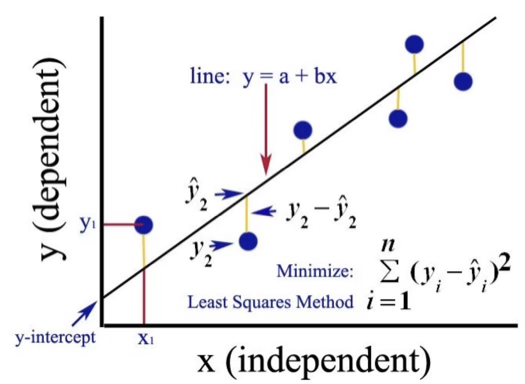 line: y = a + bx
y (dependent)
ŷ₂
y₂ – ŷ₂
y₁
y₂
Minimize: n Σ i = 1 (yᵢ – ŷᵢ)²
Least Squares Method
y-intercept
x₁
x (independent)